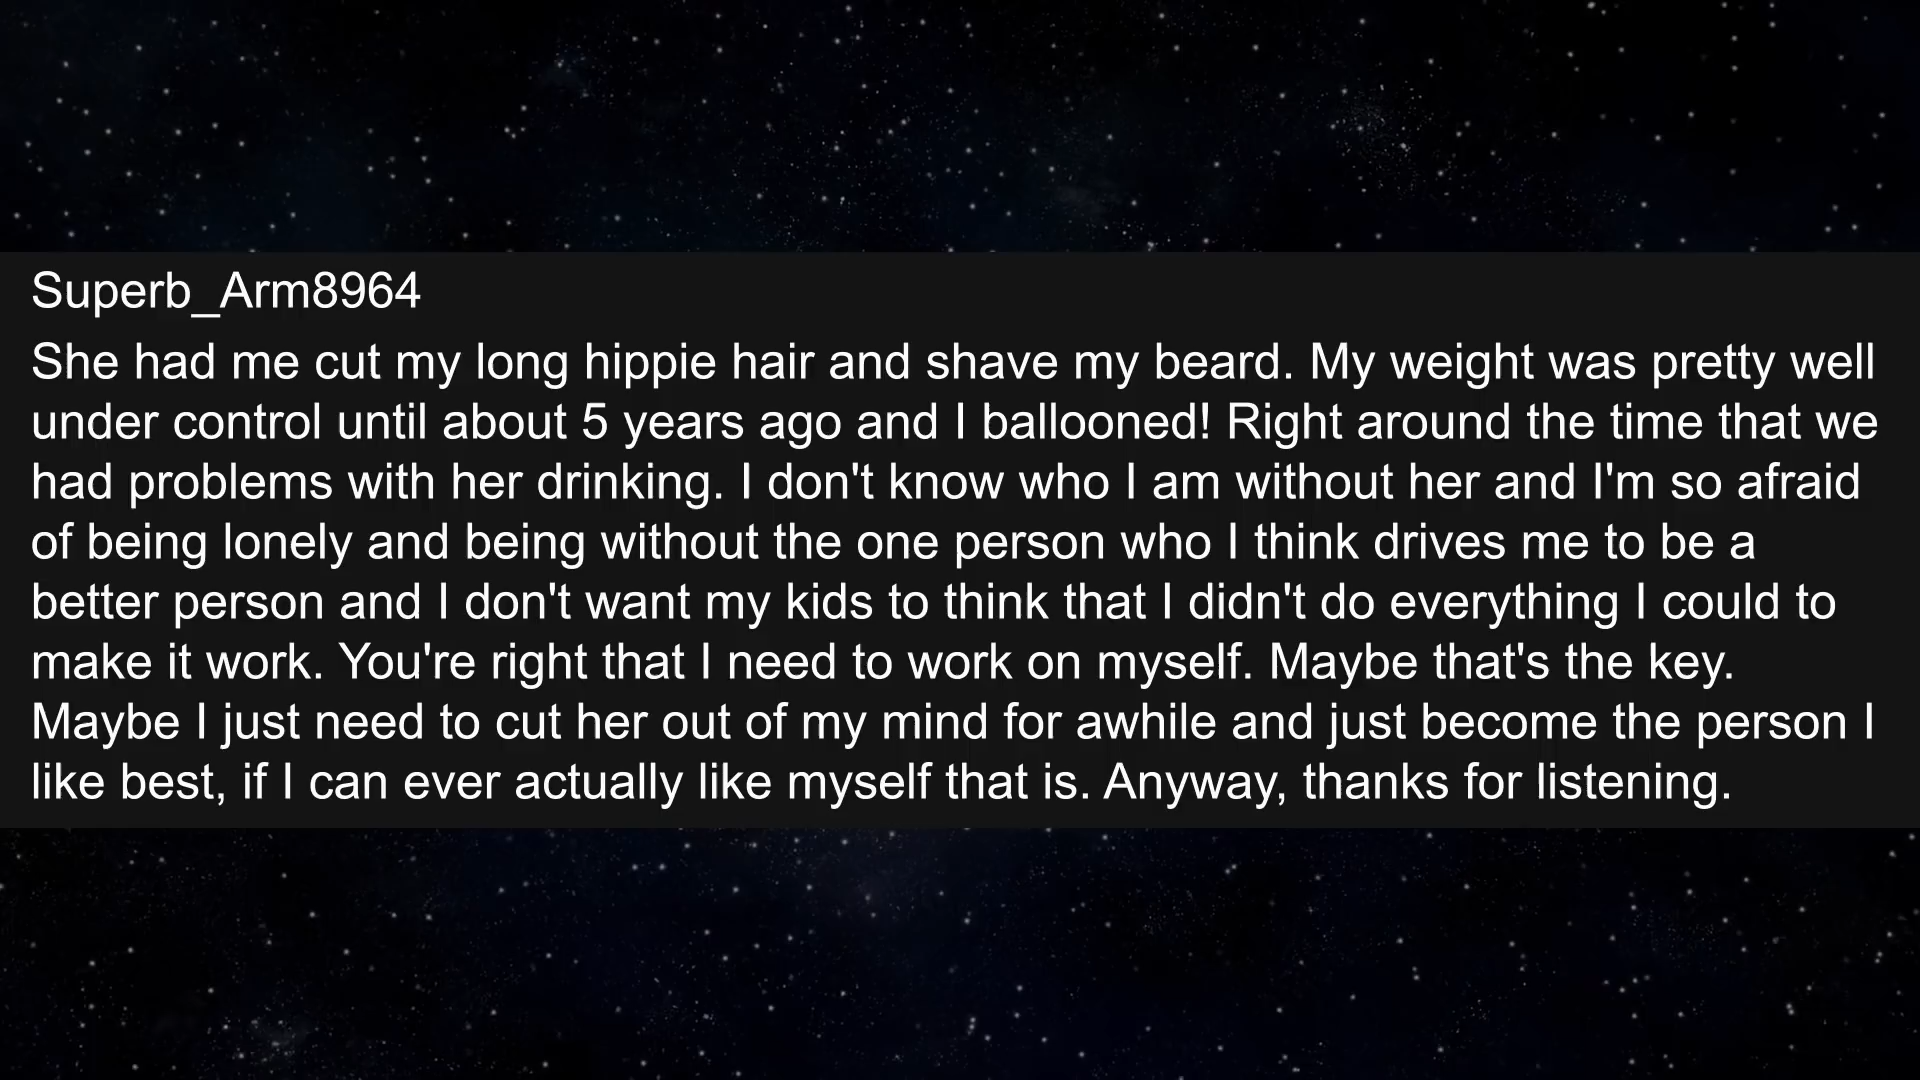 Superb_Arm8964
She had me cut my long hippie hair and shave my beard. My weight was pretty well
under control until about 5 years ago and I ballooned! Right around the time that we
had problems with her drinking. I don't know who I am without her and I'm so afraid
of being lonely and being without the one person who I think drives me to be a
better person and I don't want my kids to think that I didn't do everything I could to
make it work. You're right that I need to work on myself. Maybe that's the key.
Maybe I just need to cut her out of my mind for awhile and just become the person I
like best, if I can ever actually like myself that is. Anyway, thanks for listening.